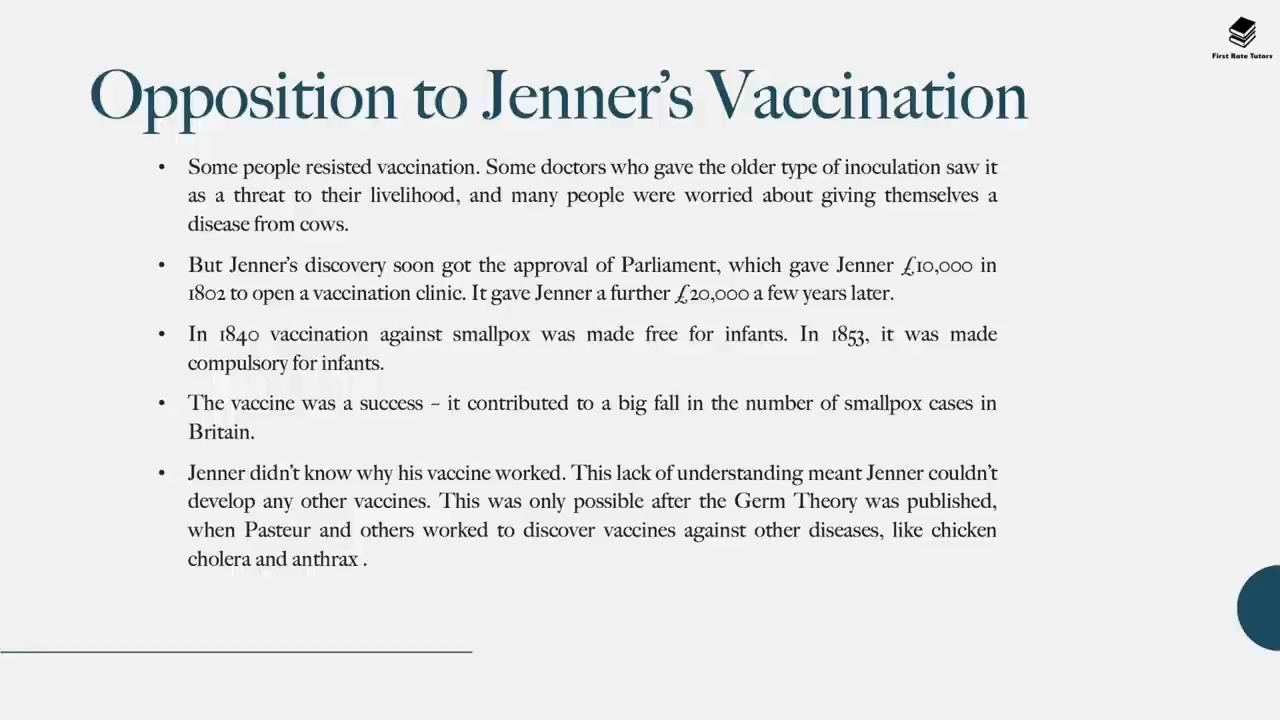 First Rate Tutors
Opposition to Jenner's Vaccination
• Some people resisted vaccination. Some doctors who gave the older type of inoculation saw it
as a threat to their livelihood, and many people were worried about giving themselves a
disease from cows.
• But Jenner's discovery soon got the approval of Parliament, which gave Jenner £10,000 in
1802 to open a vaccination clinic. It gave Jenner a further £20,000 a few years later.
• In 1840 vaccination against smallpox was made free for infants. In 1853, it was made
compulsory for infants.
• The vaccine was a success – it contributed to a big fall in the number of smallpox cases in
Britain.
• Jenner didn't know why his vaccine worked. This lack of understanding meant Jenner couldn't
develop any other vaccines. This was only possible after the Germ Theory was published,
when Pasteur and others worked to discover vaccines against other diseases, like chicken
cholera and anthrax .